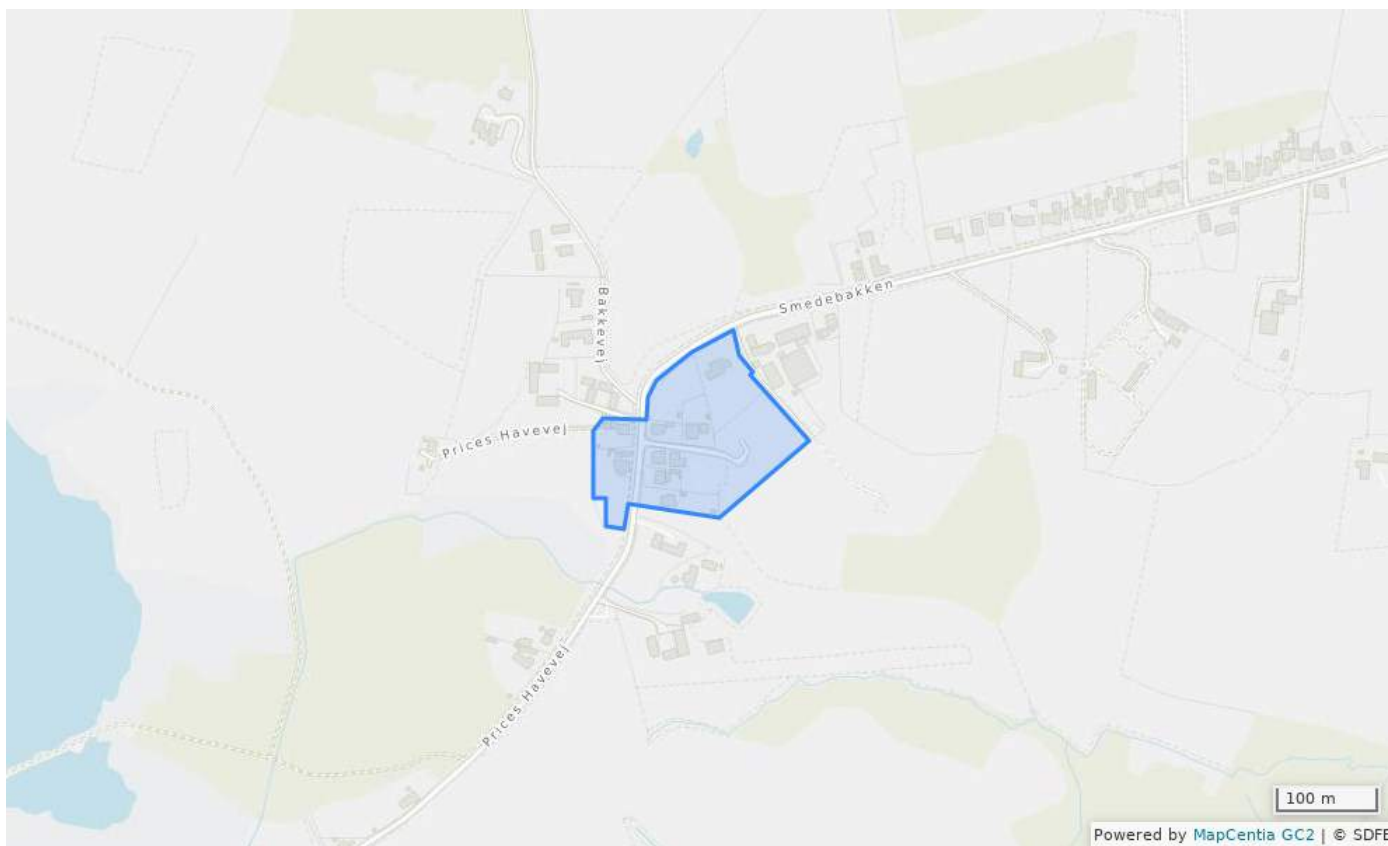 Smedebakken
Bakkevej
Prices Havevej
Prices Havevej
100 m
Powered by MapCentia GC2 | © SDFE